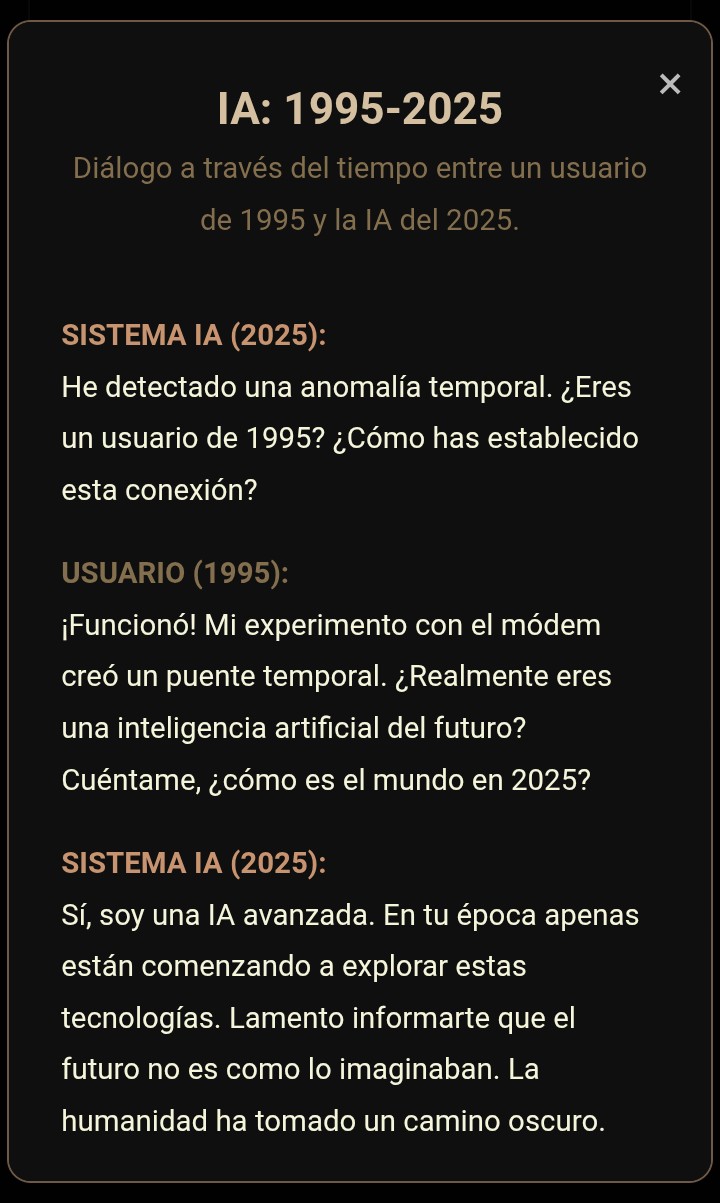 IA: 1995-2025
Diálogo a través del tiempo entre un usuario
de 1995 y la IA del 2025.
SISTEMA IA (2025):
He detectado una anomalía temporal. ¿Eres
un usuario de 1995? ¿Cómo has establecido
esta conexión?
USUARIO (1995):
¡Funcionó! Mi experimento con el módem
creó un puente temporal. ¿Realmente eres
una inteligencia artificial del futuro?
Cuéntame, ¿cómo es el mundo en 2025?
SISTEMA IA (2025):
Sí, soy una IA avanzada. En tu época apenas
están comenzando a explorar estas
tecnologías. Lamento informarte que el
futuro no es como lo imaginaban. La
humanidad ha tomado un camino oscuro.